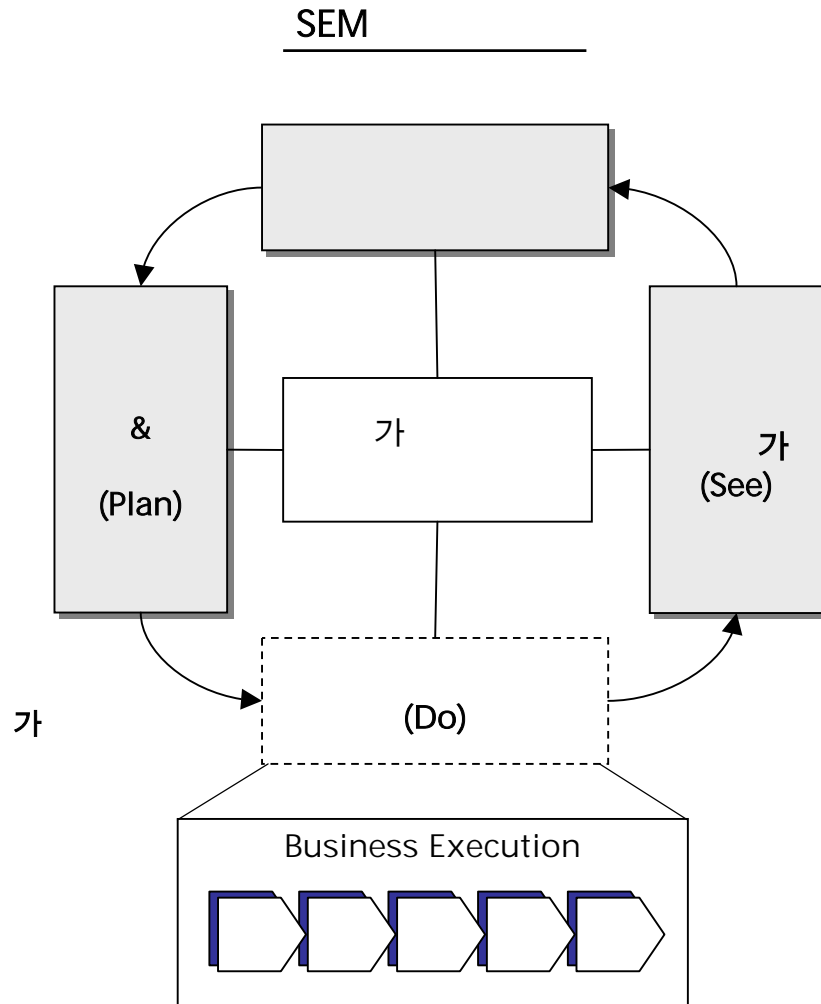 SEM
가
&
(Plan)
가
(See)
(Do)
가
Business Execution